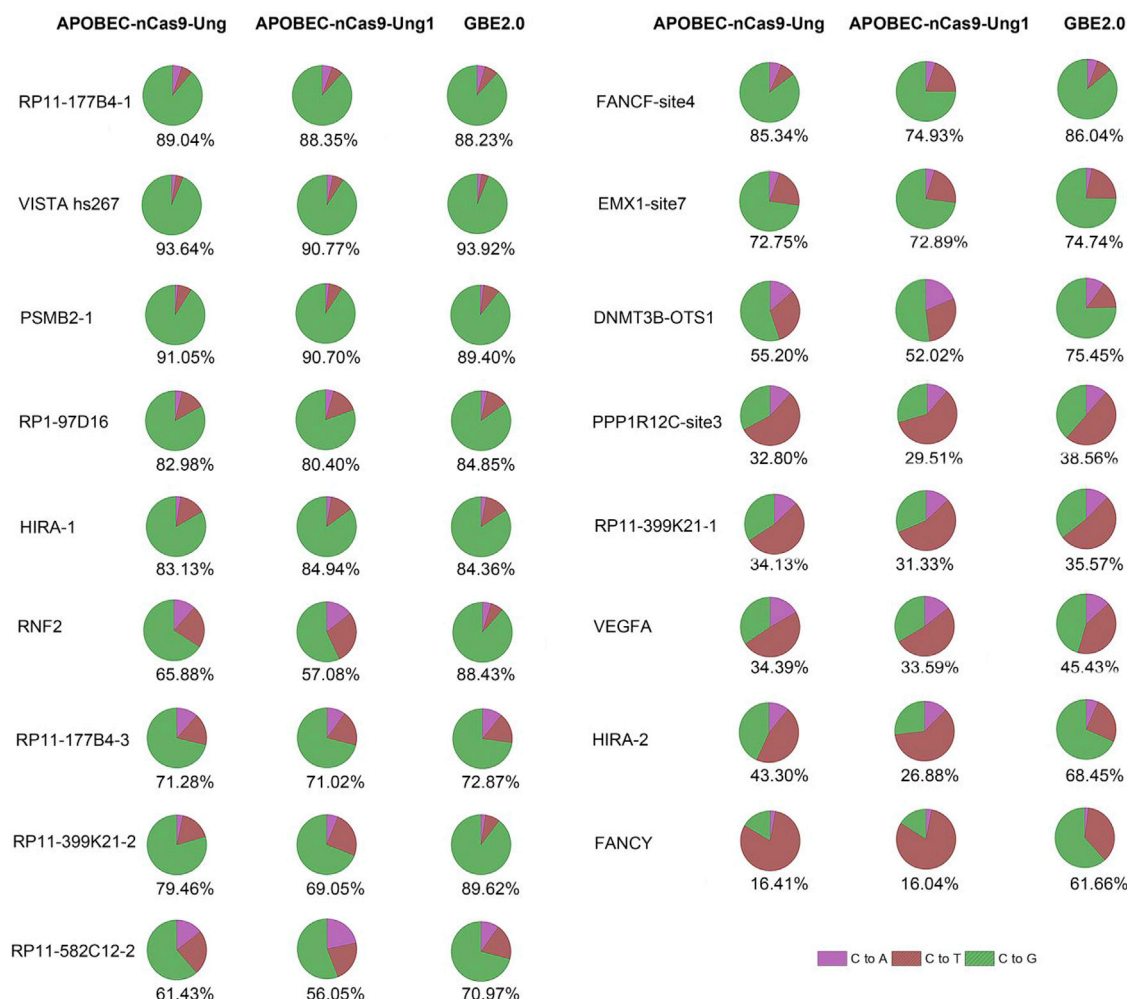 APOBEC-nCas9-Ung APOBEC-nCas9-Ung1 GBE2.0
RP11-177B4-1
89.04% 88.35% 88.23%
VISTA hs267
93.64% 90.77% 93.92%
PSMB2-1
91.05% 90.70% 89.40%
RP1-97D16
82.98% 80.40% 84.85%
HIRA-1
83.13% 84.94% 84.36%
RNF2
65.88% 57.08% 88.43%
RP11-177B4-3
71.28% 71.02% 72.87%
RP11-399K21-2
79.46% 69.05% 89.62%
RP11-582C12-2
61.43% 56.05% 70.97%
APOBEC-nCas9-Ung APOBEC-nCas9-Ung1 GBE2.0
FANCF-site4
85.34% 74.93% 86.04%
EMX1-site7
72.75% 72.89% 74.74%
DNMT3B-OTS1
55.20% 52.02% 75.45%
PPP1R12C-site3
32.80% 29.51% 38.56%
RP11-399K21-1
34.13% 31.33% 35.57%
VEGFA
34.39% 33.59% 45.43%
HIRA-2
43.30% 26.88% 68.45%
FANCY
16.41% 16.04% 61.66%
C to A C to T C to G